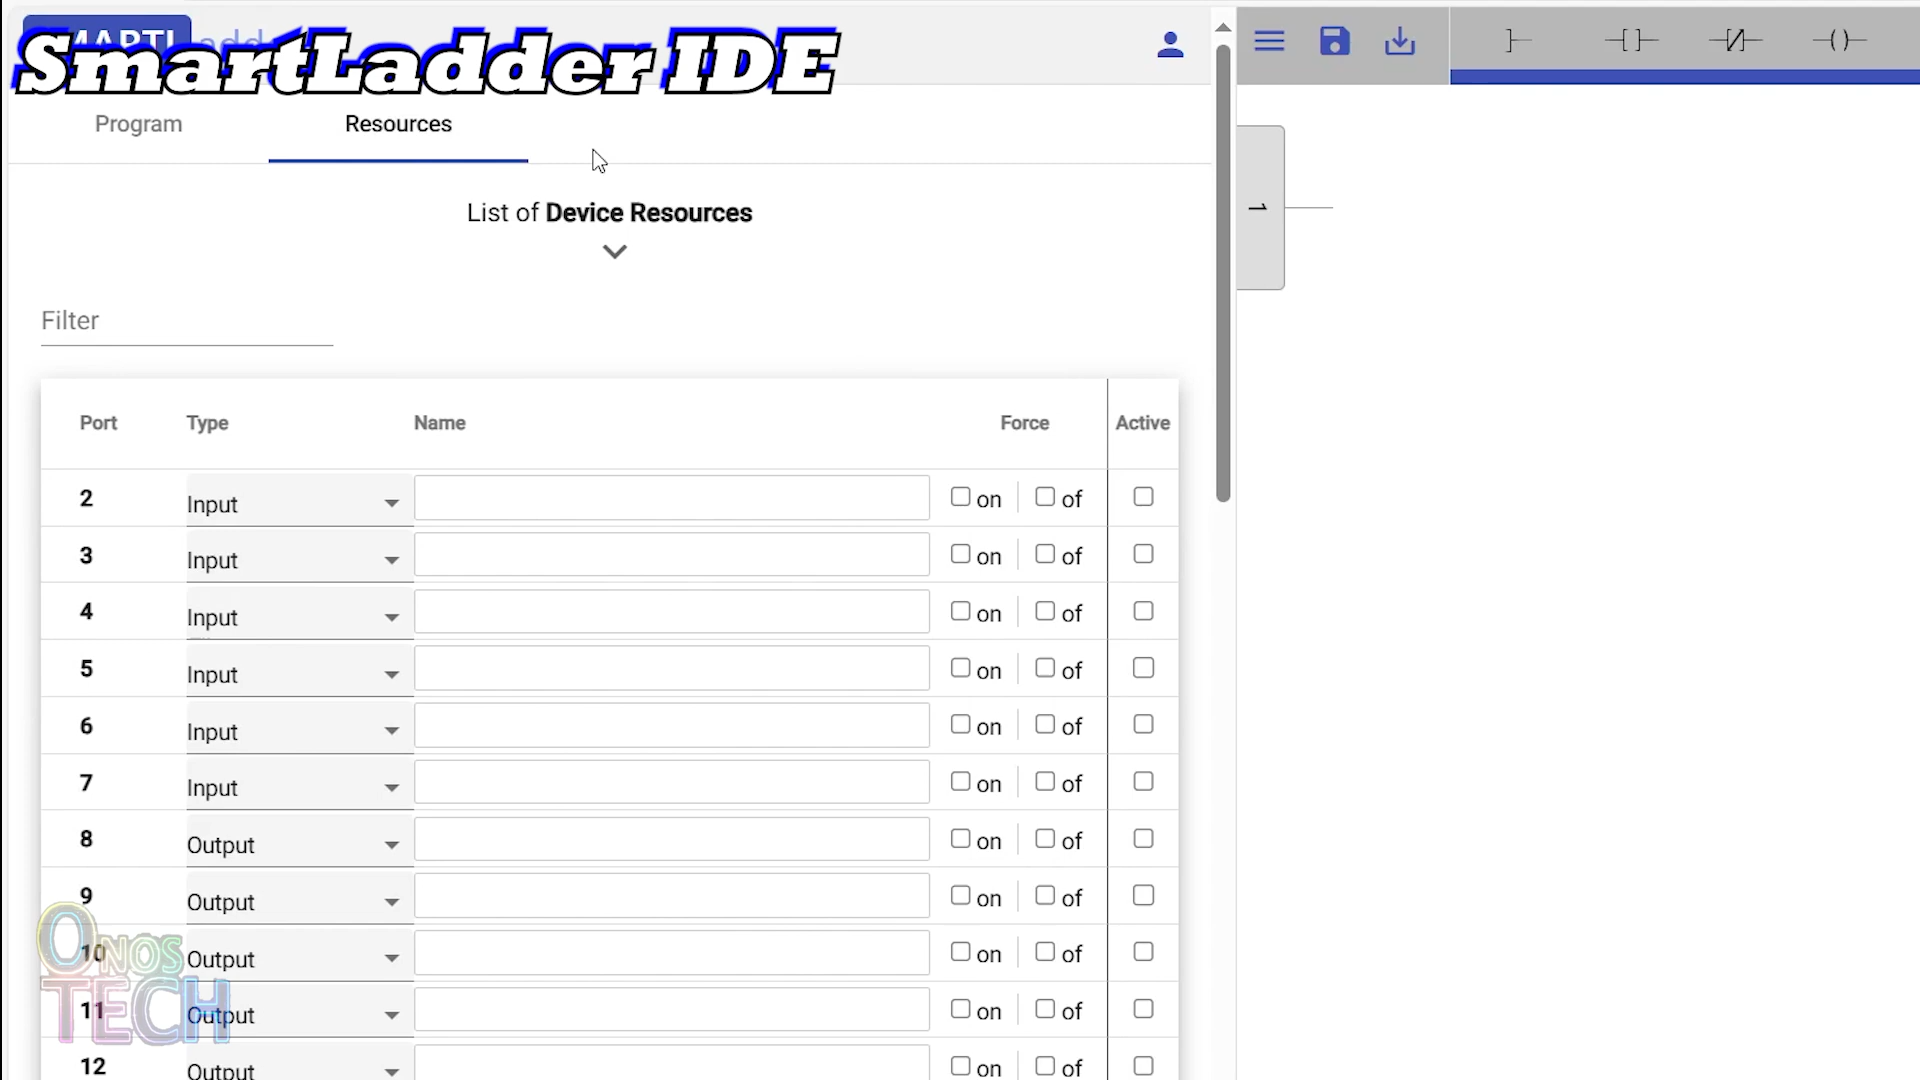 SmartLadder IDE
Program Resources
List of Device Resources
Filter
Port Type Name Force Active
2 Input on of
3 Input on of
4 Input on of
5 Input on of
6 Input on of
7 Input on of
8 Output on of
9 Output on of
10 Output on of
11 Output on of
12 Output on of
1
ONOS
TECH